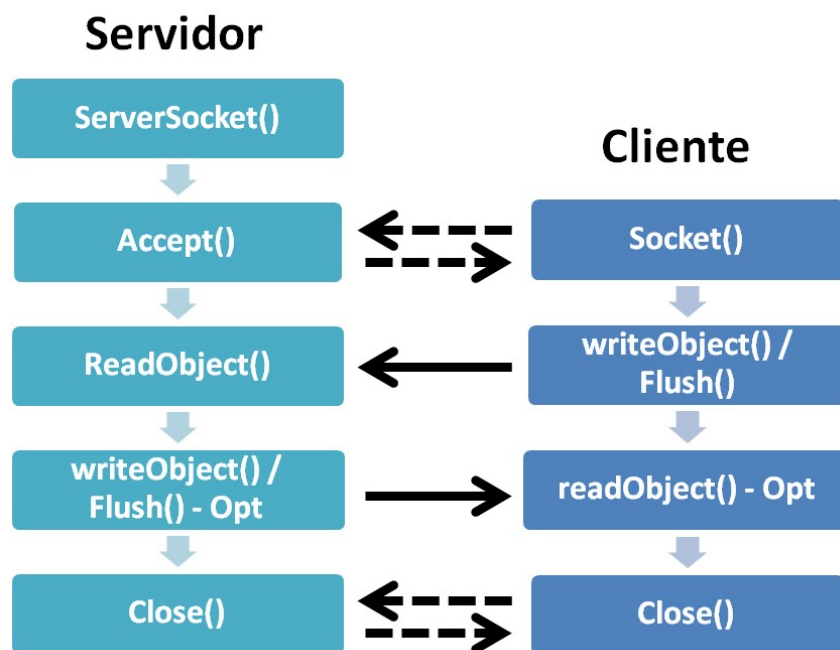 Servidor
ServerSocket()
Accept()
ReadObject()
writeObject() /
Flush() - Opt
Close()
Cliente
Socket()
writeObject() /
Flush()
readObject() - Opt
Close()